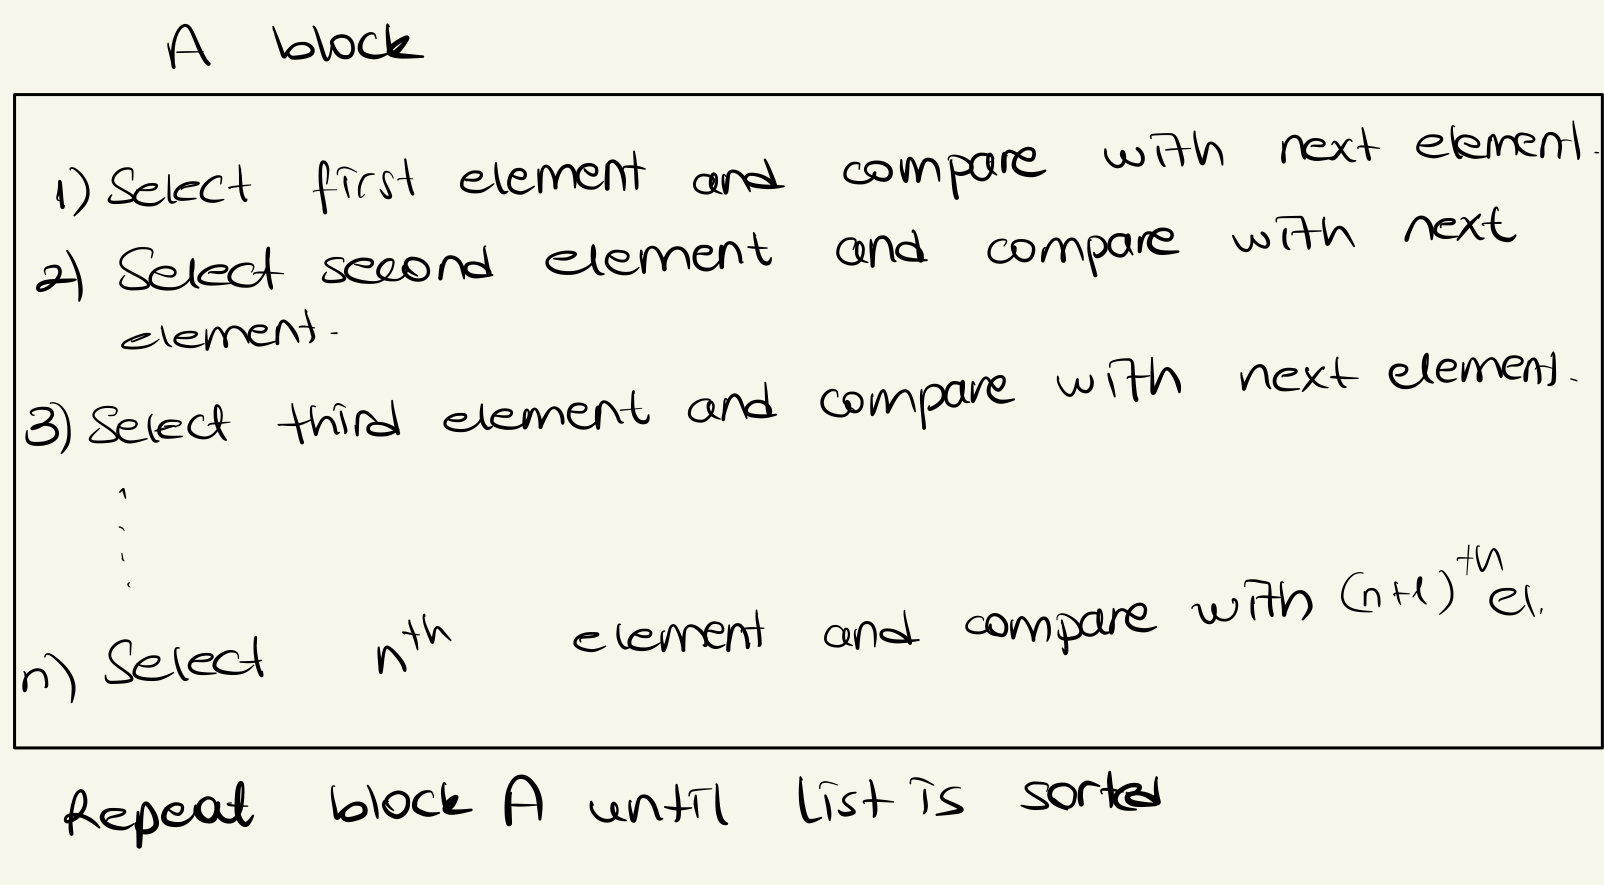 A block
1) Select first element and compare with next element.
2) Select second element and compare with next
element.
3) Select third element and compare with next element.
n) Select nth element and compare with (n+1)th el.
Repeat block A until list is sorted